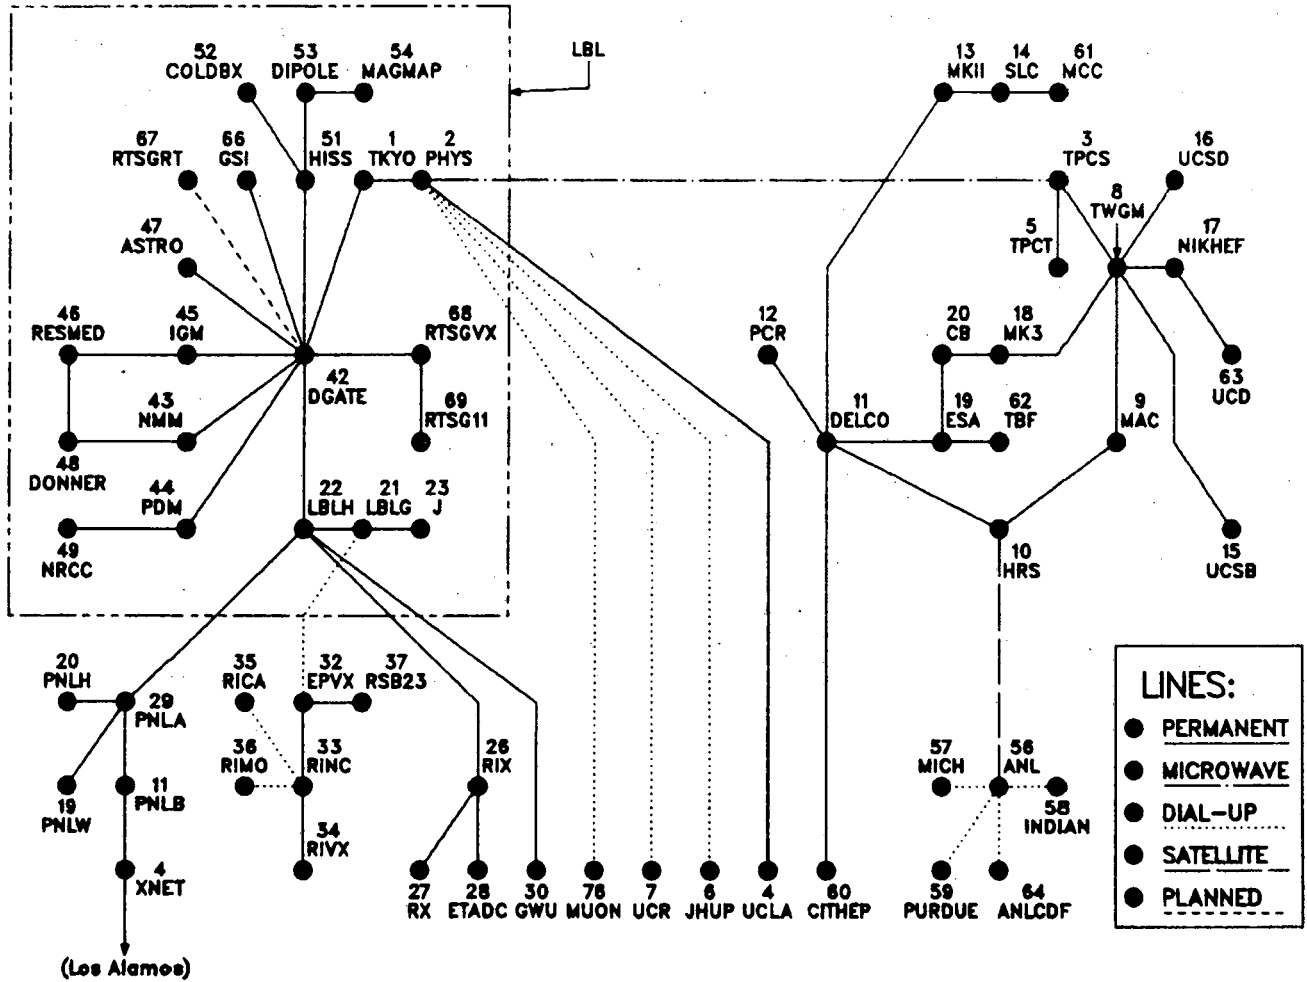 52
COLDBX
53
DIPOLE
54
MAGMAP
LBL
13
MKII
14
SLC
61
MCC
67
RTSGRT
66
GSI
51
HISS
1
TKYO
2
PHYS
3
TPCS
16
UCSD
8
TWGM
47
ASTRO
5
TPCT
17
NIKHEF
46
RESMED
45
IGM
68
RTSGVX
12
PCR
20
CB
18
MK3
42
DGATE
63
UCD
43
NMM
69
RTSG11
11
DELCO
19
ESA
62
TBF
9
MAC
48
DONNER
44
PDM
22
LBLH
21
LBLG
23
J
49
NRCC
10
HRS
15
UCSB
20
PNLH
29
PNLA
35
RICA
32
EPVX
37
RSB23
36
RIMO
33
RINC
26
RIX
57
MICH
56
ANL
19
PNLW
11
PNLB
58
INDIAN
34
RIVX
4
XNET
27
RX
28
ETADC
30
GWU
76
MUON
7
UCR
6
JHUP
4
UCLA
60
CITHEP
59
PURDUE
64
ANLCDF
(Los Alamos)
LINES:
PERMANENT
MICROWAVE
DIAL-UP
SATELLITE
PLANNED